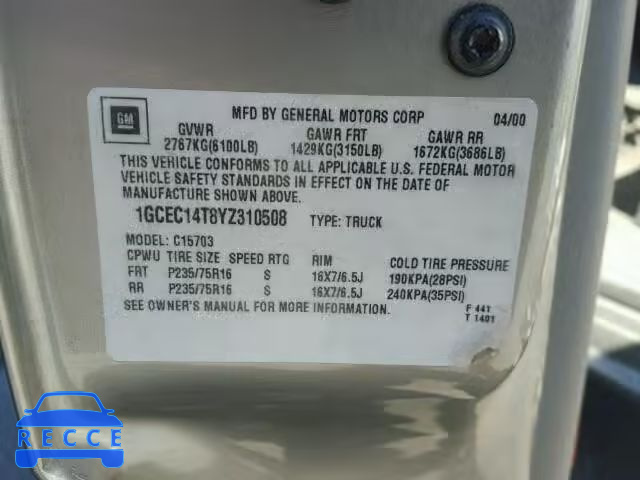 GM
MFD BY GENERAL MOTORS CORP 04/00
GVWR GAWR FRT GAWR RR
2767KG(6100LB) 1429KG(3150LB) 1672KG(3686LB)
THIS VEHICLE CONFORMS TO ALL APPLICABLE U.S. FEDERAL MOTOR
VEHICLE SAFETY STANDARDS IN EFFECT ON THE DATE OF
MANUFACTURE SHOWN ABOVE.
1GCEC14T8YZ310508 TYPE: TRUCK
MODEL: C15703
CPWU TIRE SIZE SPEED RTG RIM COLD TIRE PRESSURE
FRT P235/75R16 S 16X7/6.5J 190KPA(28PSI)
RR P235/75R16 S 16X7/6.5J 240KPA(35PSI)
SEE OWNER'S MANUAL FOR MORE INFORMATION.
F 441
T 1401
RECCE